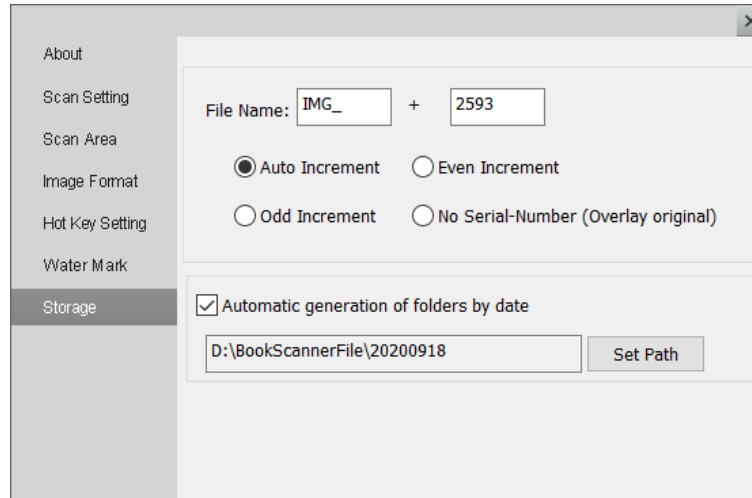 About
Scan Setting
Scan Area
Image Format
Hot Key Setting
Water Mark
Storage
File Name: IMG_ + 2593
Auto Increment Even Increment
Odd Increment No Serial-Number (Overlay original)
Automatic generation of folders by date
D:\BookScannerFile\20200918 Set Path